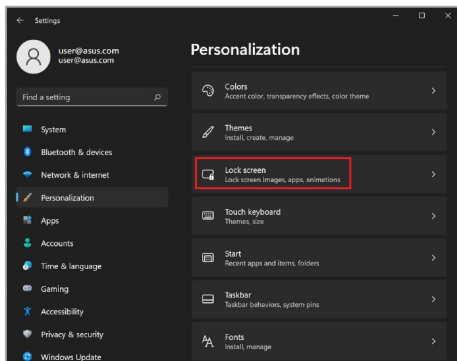 Settings
user@asus.com
user@asus.com
Find a setting
System
Bluetooth & devices
Network & internet
Personalization
Apps
Accounts
Time & language
Gaming
Accessibility
Privacy & security
Windows Update
Personalization
Colors
Accent color, transparency effects, color theme
Themes
Install, create, manage
Lock screen
Lock screen images, apps, animations
Touch keyboard
Themes, size
Start
Recent apps and items, folders
Taskbar
Taskbar behaviors, system pins
Fonts
Install, manage